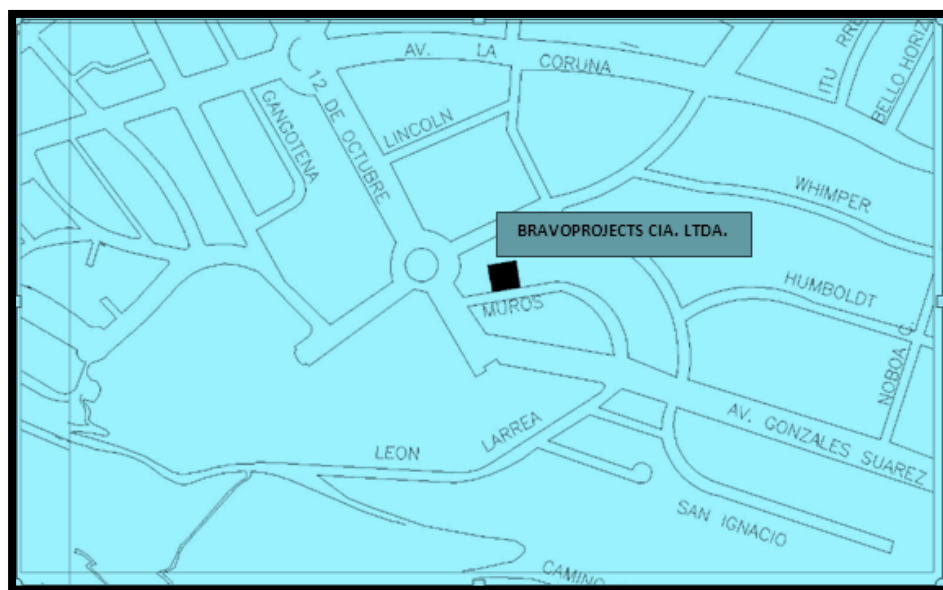 AV. LA CORUNA
ITU
RRE
BELLO HORIZ
12 DE OCTUBRE
GANGOTENA
LINCOLN
WHIMPER
BRAVOPROJECTS CIA. LTDA.
HUMBOLDT
MUROS
NOBOA C.
AV. GONZALES SUAREZ
LEON LARREA
SAN IGNACIO
CAMINO